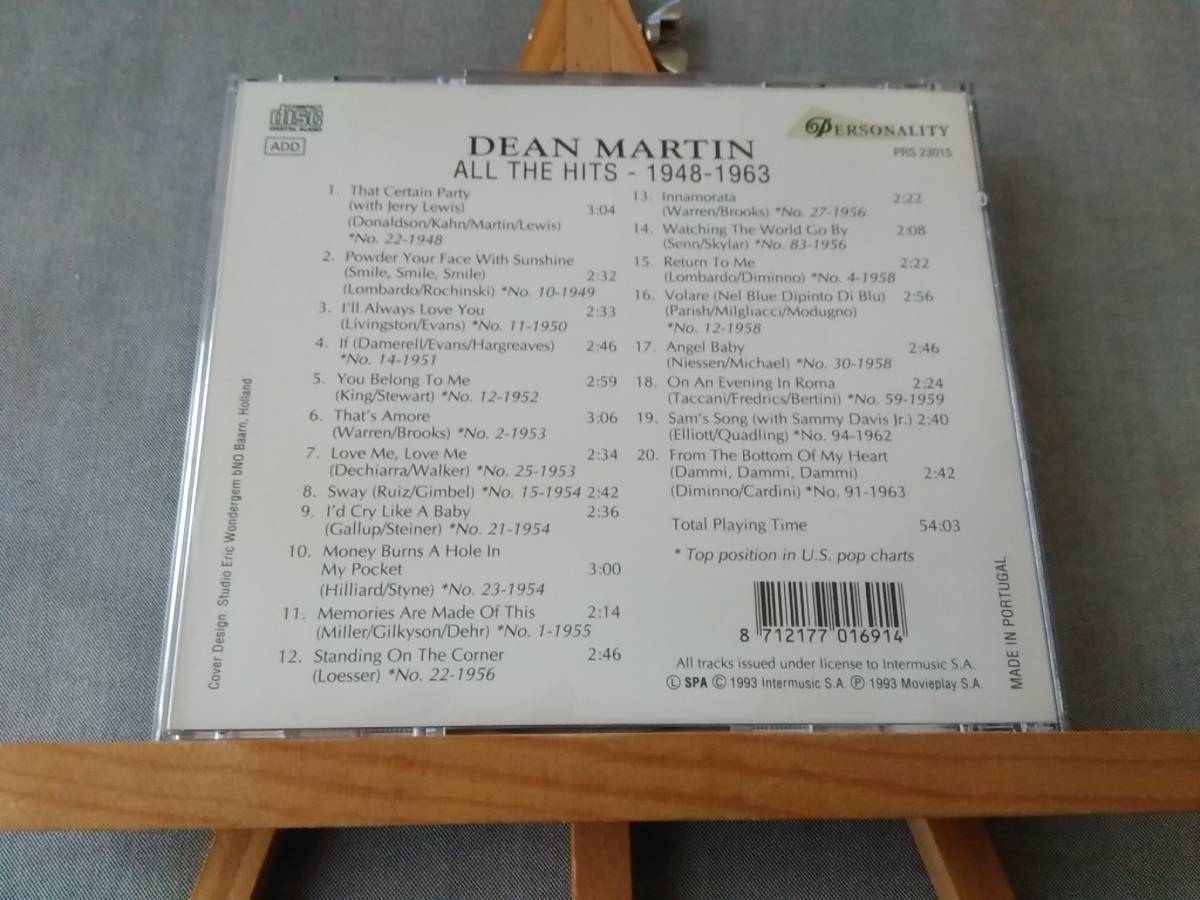 COMPACT
disc
DIGITAL AUDIO
ADD
PERSONALITY
PRS 23015
DEAN MARTIN
ALL THE HITS - 1948-1963
1. That Certain Party
(with Jerry Lewis) 3:04
(Donaldson/Kahn/Martin/Lewis)
*No. 22-1948
2. Powder Your Face With Sunshine
(Smile, Smile, Smile) 2:32
(Lombardo/Rochinski) *No. 10-1949
3. I'll Always Love You 2:33
(Livingston/Evans) *No. 11-1950
4. If (Damerell/Evans/Hargreaves) 2:46
*No. 14-1951
5. You Belong To Me 2:59
(King/Stewart) *No. 12-1952
6. That's Amore 3:06
(Warren/Brooks) *No. 2-1953
7. Love Me, Love Me 2:34
(Dechiarra/Walker) *No. 25-1953
8. Sway (Ruiz/Gimbel) *No. 15-1954 2:42
9. I'd Cry Like A Baby 2:36
(Gallup/Steiner) *No. 21-1954
10. Money Burns A Hole In
My Pocket 3:00
(Hilliard/Styne) *No. 23-1954
11. Memories Are Made Of This 2:14
(Miller/Gilkyson/Dehr) *No. 1-1955
12. Standing On The Corner 2:46
(Loesser) *No. 22-1956
13. Innamorata 2:22
(Warren/Brooks) *No. 27-1956
14. Watching The World Go By 2:08
(Senn/Skylar) *No. 83-1956
15. Return To Me 2:22
(Lombardo/Diminno) *No. 4-1958
16. Volare (Nel Blue Dipinto Di Blu) 2:56
(Parish/Milgliacci/Modugno)
*No. 12-1958
17. Angel Baby 2:46
(Niessen/Michael) *No. 30-1958
18. On An Evening In Roma 2:24
(Taccani/Fredrics/Bertini) *No. 59-1959
19. Sam's Song (with Sammy Davis Jr.) 2:40
(Elliott/Quadling) *No. 94-1962
20. From The Bottom Of My Heart
(Dammi, Dammi, Dammi) 2:42
(Diminno/Cardini) *No. 91-1963
Total Playing Time 54:03
* Top position in U.S. pop charts
8 712177 016914
All tracks issued under license to Intermusic S.A.
Ⓛ SPA Ⓒ 1993 Intermusic S.A. Ⓟ 1993 Movieplay S.A.
Cover Design: Studio Eric Wondergem bNO Baarn, Holland
MADE IN PORTUGAL